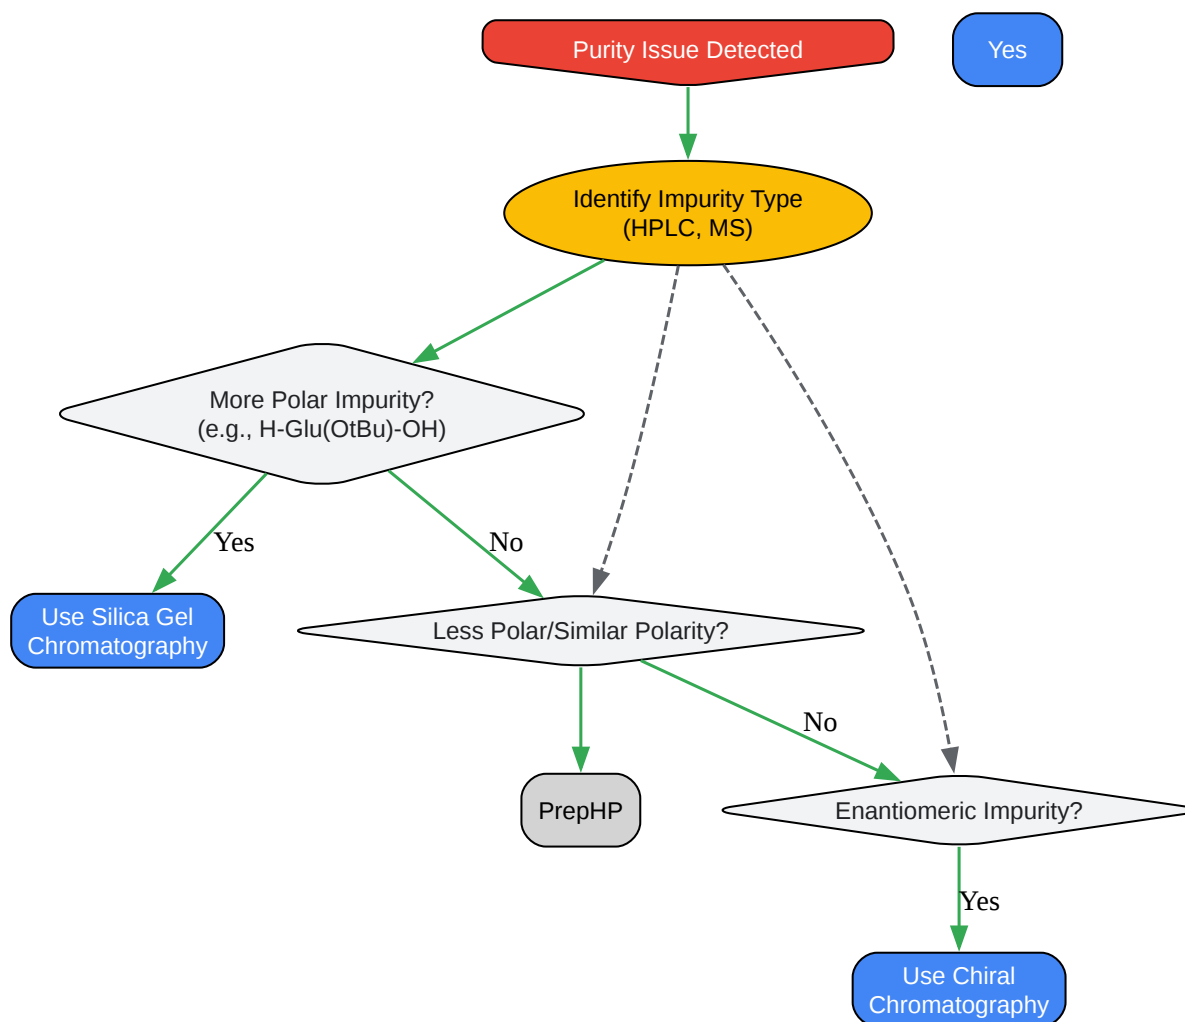 Purity Issue Detected
Yes
Identify Impurity Type
(HPLC, MS)
More Polar Impurity?
(e.g., H-Glu(OtBu)-OH)
Yes
No
Use Silica Gel
Chromatography
Less Polar/Similar Polarity?
No
PrepHP
Enantiomeric Impurity?
Yes
Use Chiral
Chromatography